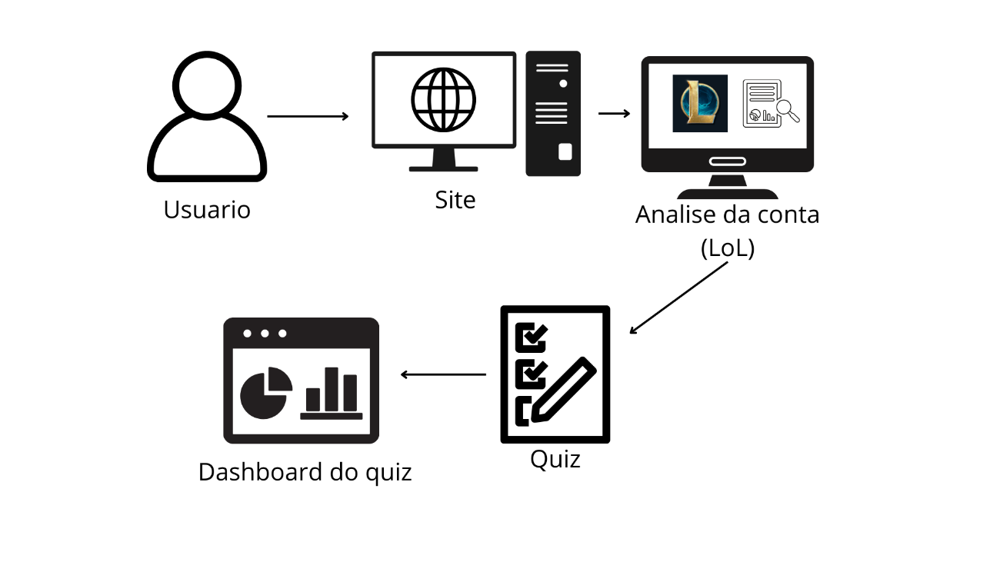 Usuario
Site
Analise da conta
(LoL)
Dashboard do quiz
Quiz